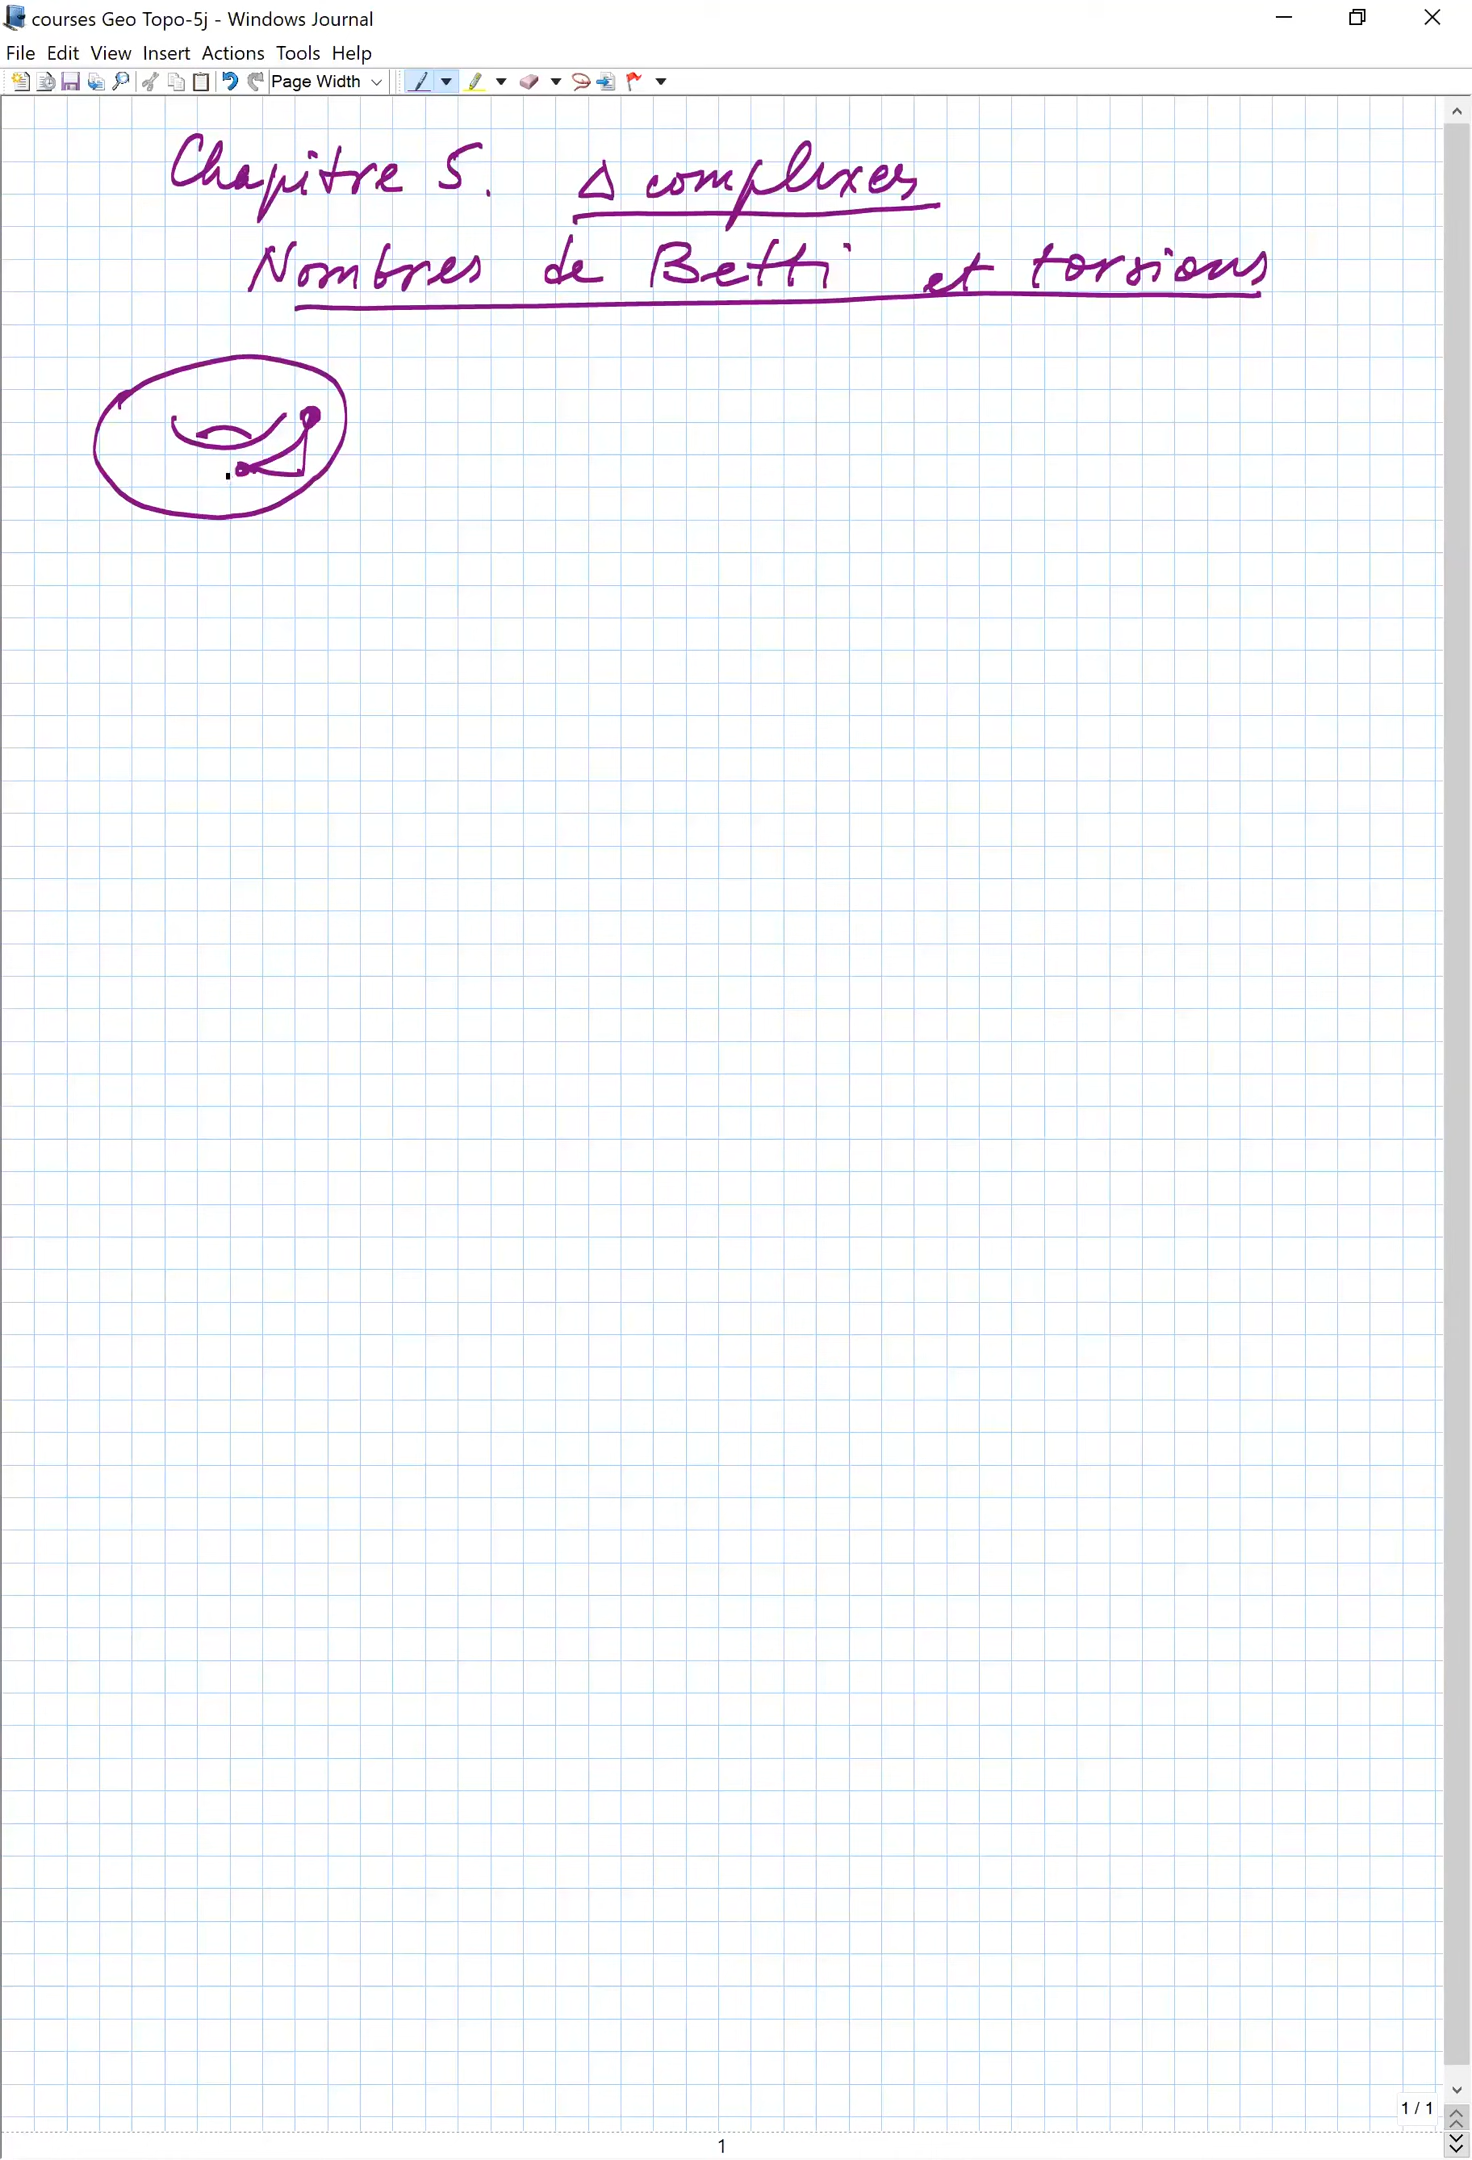 courses Geo Topo-5j - Windows Journal
File Edit View Insert Actions Tools Help
Page Width
Chapitre 5. Δ complexes
Nombres de Betti et torsions
1 / 1
1